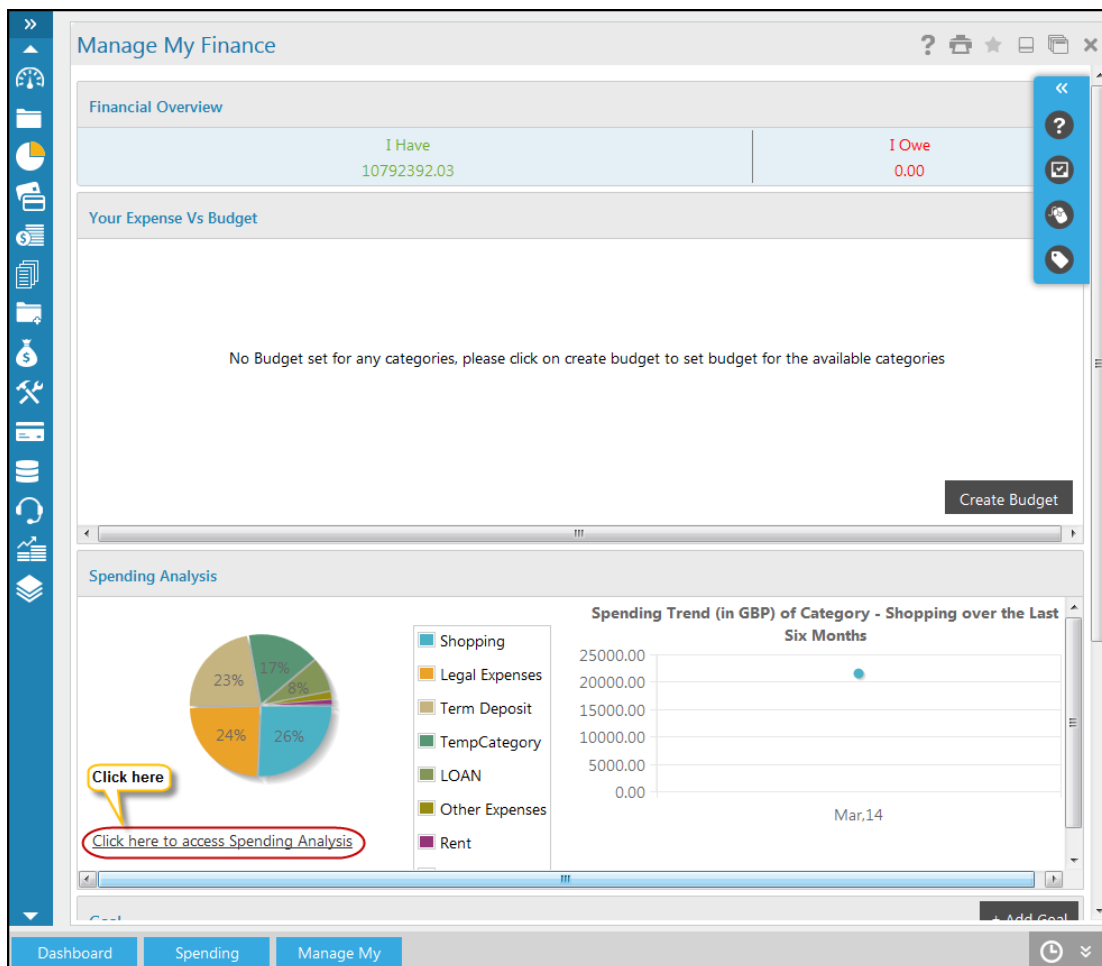 Manage My Finance
Financial Overview
I Have
10792392.03
I Owe
0.00
Your Expense Vs Budget
No Budget set for any categories, please click on create budget to set budget for the available categories
Create Budget
Spending Analysis
17%
23%
8%
24%
26%
Click here
Click here to access Spending Analysis
Shopping
Legal Expenses
Term Deposit
TempCategory
LOAN
Other Expenses
Rent
Spending Trend (in GBP) of Category - Shopping over the Last
Six Months
25000.00
20000.00
15000.00
10000.00
5000.00
0.00
Mar,14
Goal
+ Add Goal
Dashboard
Spending
Manage My